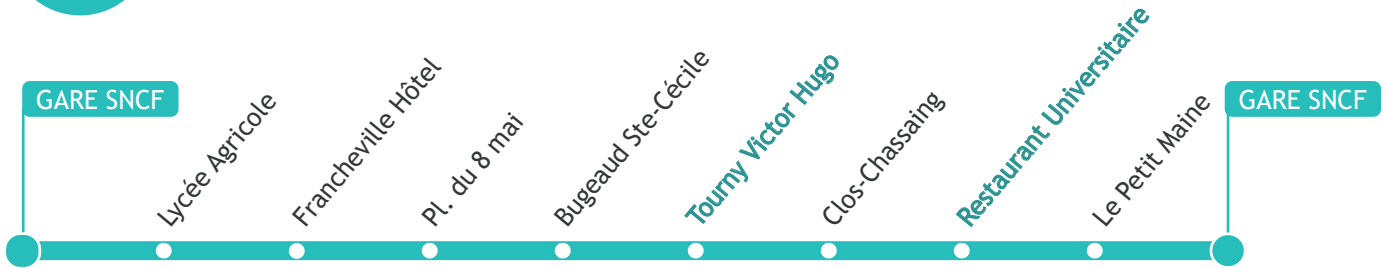 GARE SNCF
Lycée Agricole
Francheville Hôtel
Pl. du 8 mai
Bugeaud Ste-Cécile
Tourny Victor Hugo
Clos-Chassaing
Restaurant Universitaire
Le Petit Maine
GARE SNCF